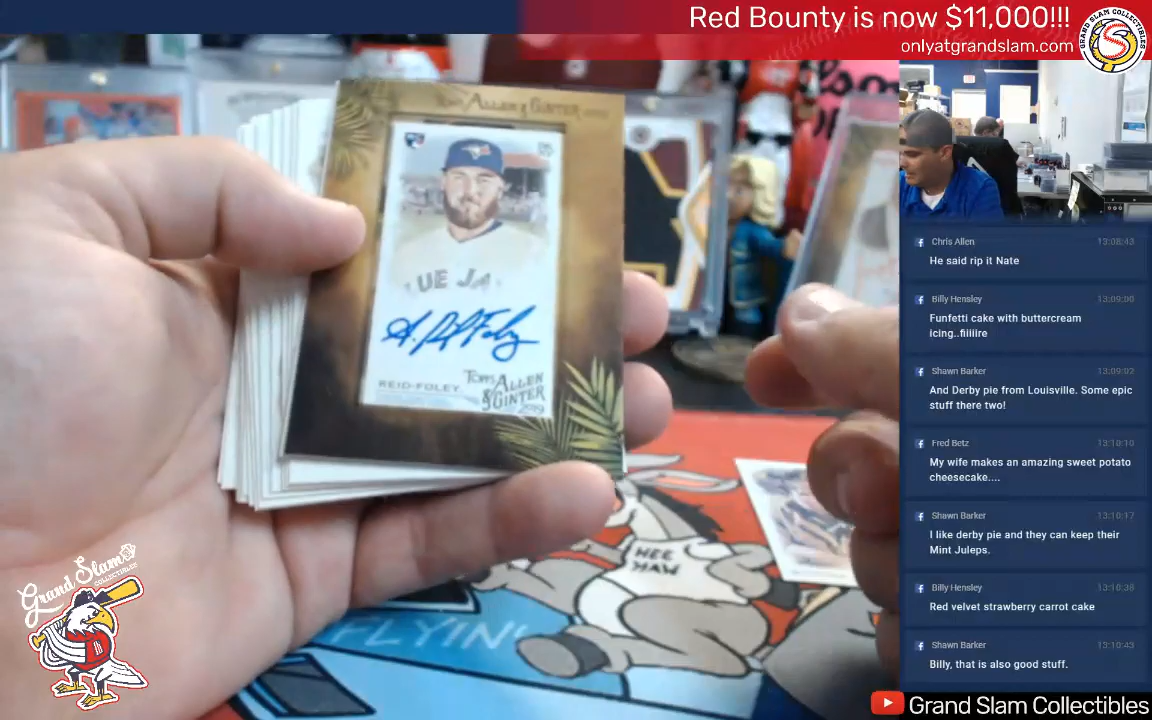 Red Bounty is now $11,000!!!
onlyatgrandslam.com
GRAND SLAM COLLECTIBLES
TOPPS ALLEN & GINTER
RC
UE JA
REID-FOLEY
TOPPS ALLEN
& GINTER
2019
HEE
HAW
FLYIN'
Grand Slam
COLLECTIBLES
Chris Allen 13:08:43
He said rip it Nate
Billy Hensley 13:09:00
Funfetti cake with buttercream
icing..fiiiiire
Shawn Barker 13:09:02
And Derby pie from Louisville. Some epic
stuff there two!
Fred Betz 13:10:10
My wife makes an amazing sweet potato
cheesecake....
Shawn Barker 13:10:17
I like derby pie and they can keep their
Mint Juleps.
Billy Hensley 13:10:38
Red velvet strawberry carrot cake
Shawn Barker 13:10:43
Billy, that is also good stuff.
Grand Slam Collectibles